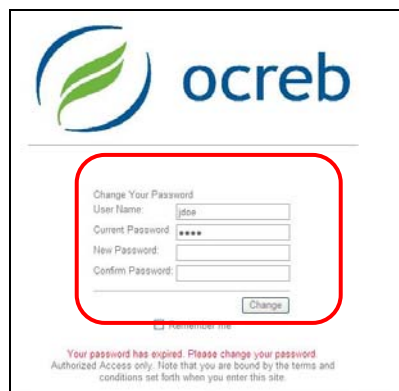 ocreb
Change Your Password
User Name: jdoe
Current Password ••••
New Password:
Confirm Password:
Change
Remember me
Your password has expired. Please change your password.
Authorized Access only. Note that you are bound by the terms and
conditions set forth when you enter this site.